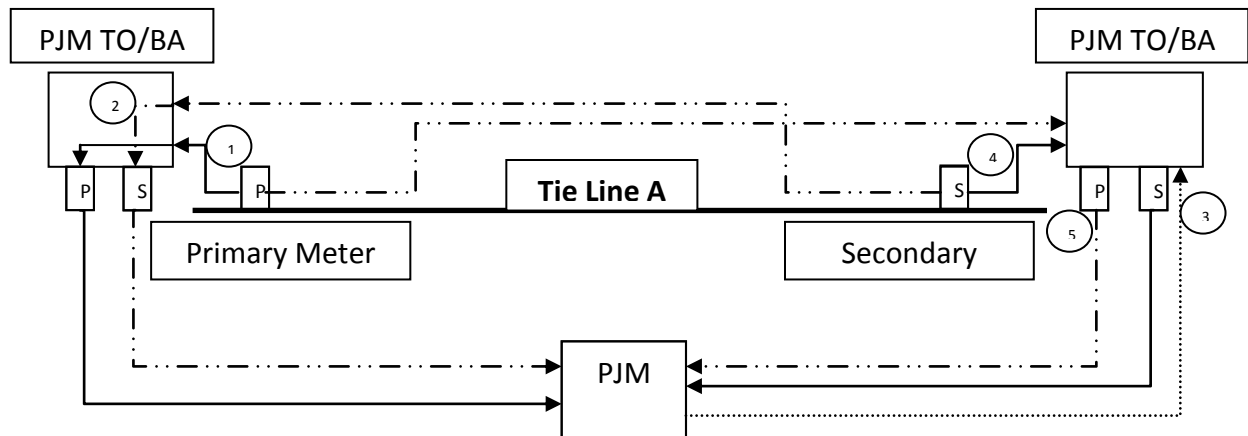 PJM TO/BA
PJM TO/BA
2
1
4
P
S
P
Tie Line A
S
P
S
3
5
Primary Meter
Secondary
PJM